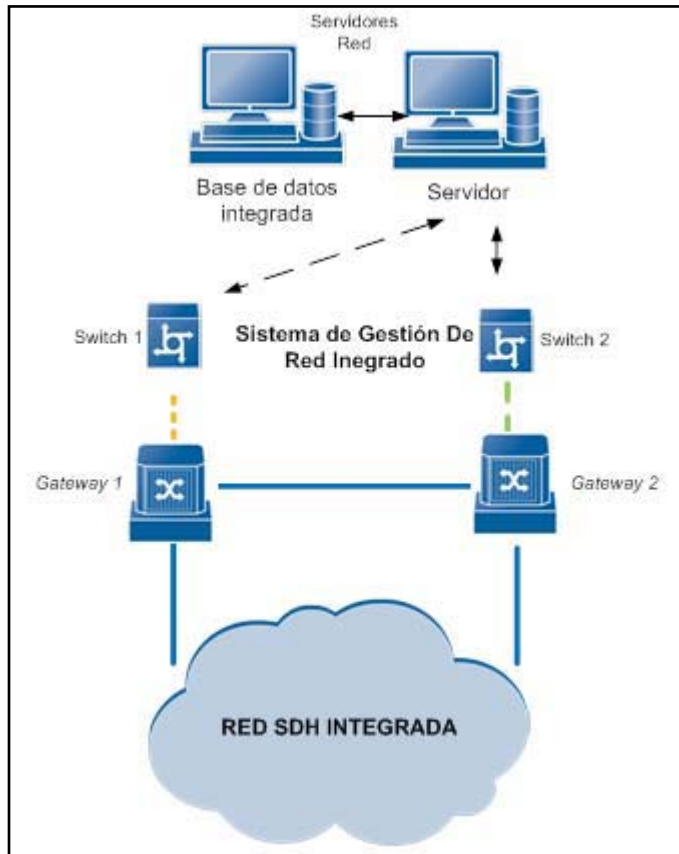 Servidores
Red
Base de datos
integrada
Servidor
Switch 1
Sistema de Gestión De
Red Inegrado
Switch 2
Gateway 1
Gateway 2
RED SDH INTEGRADA